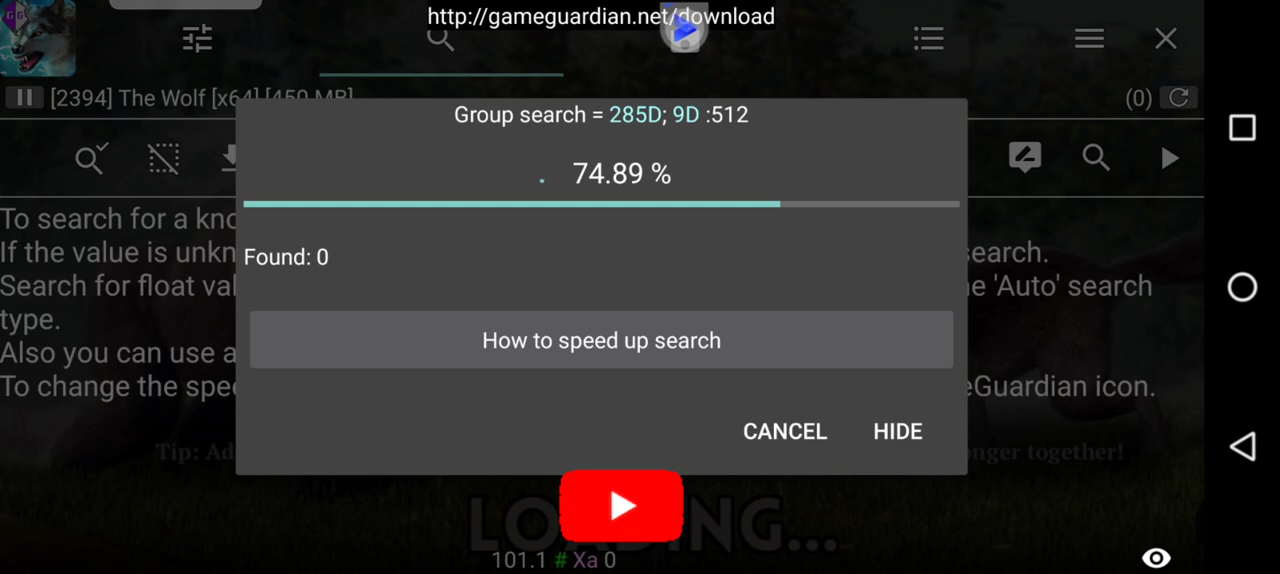 http://gameguardian.net/download
[2394] The Wolf [x64] [450 MB]
(0)
Group search = 285D; 9D :512
74.89 %
Found: 0
How to speed up search
CANCEL
HIDE
To search for a kno
If the value is unkn
search.
Search for float val
e 'Auto' search
type.
Also you can use a
To change the spe
eGuardian icon.
Tip: Ad
nger together!
LOADING...
101.1 # Xa 0